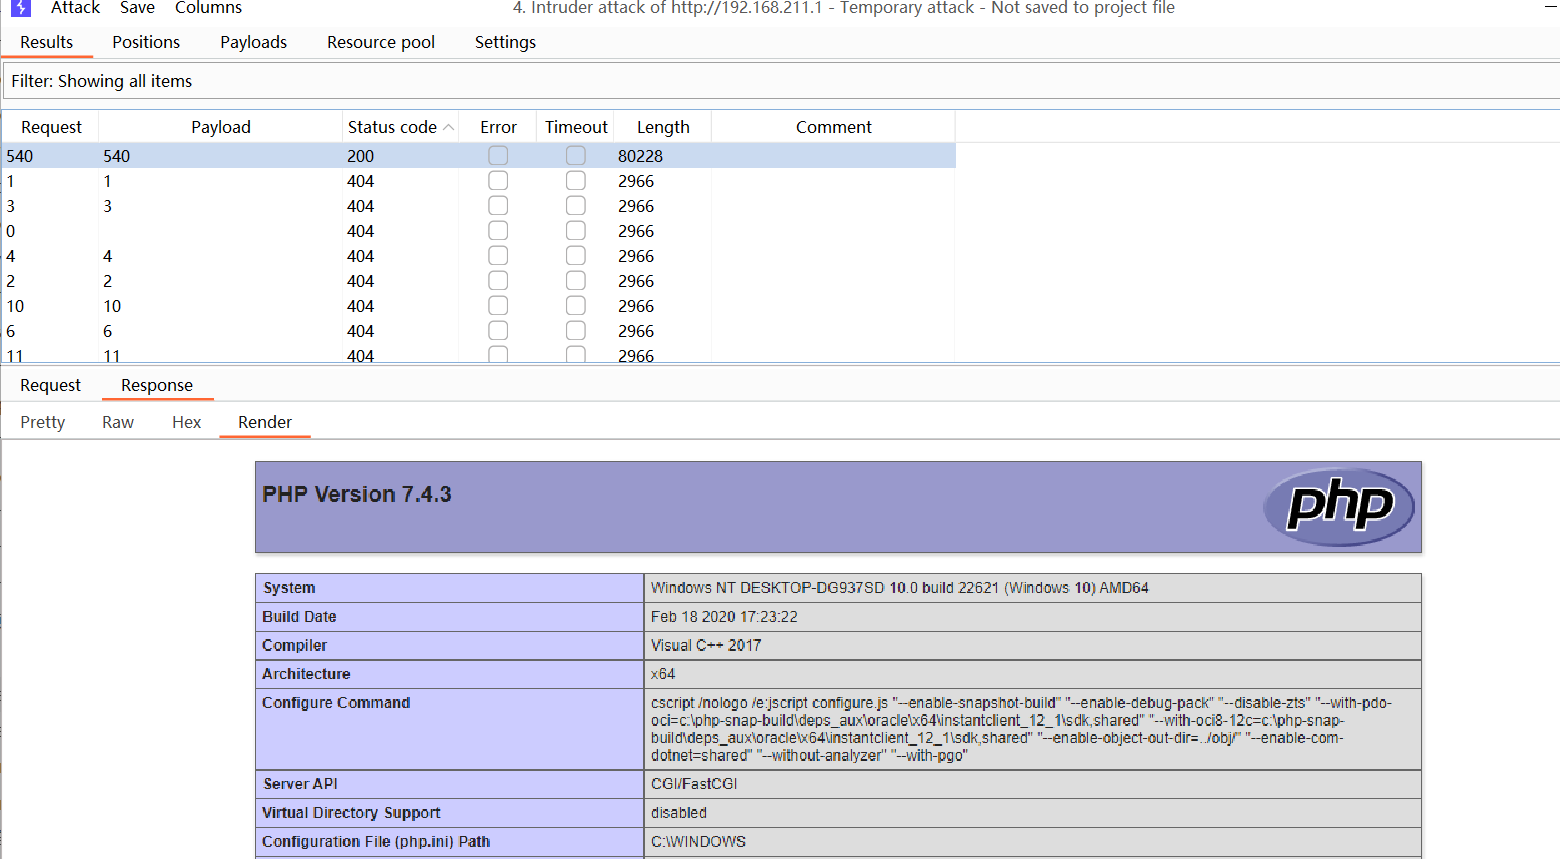 Attack Save Columns 4. Intruder attack of http://192.168.211.1 - Temporary attack - Not saved to project file
Results Positions Payloads Resource pool Settings
Filter: Showing all items
Request Payload Status code Error Timeout Length Comment
540 540 200 80228
1 1 404 2966
3 3 404 2966
0 404 2966
4 4 404 2966
2 2 404 2966
10 10 404 2966
6 6 404 2966
11 11 404 2966
Request Response
Pretty Raw Hex Render
PHP Version 7.4.3 php
System Windows NT DESKTOP-DG937SD 10.0 build 22621 (Windows 10) AMD64
Build Date Feb 18 2020 17:23:22
Compiler Visual C++ 2017
Architecture x64
Configure Command cscript /nologo /e:jscript configure.js "--enable-snapshot-build" "--enable-debug-pack" "--disable-zts" "--with-pdo-
oci=c:\php-snap-build\deps_aux\oracle\x64\instantclient_12_1\sdk,shared" "--with-oci8-12c=c:\php-snap-
build\deps_aux\oracle\x64\instantclient_12_1\sdk,shared" "--enable-object-out-dir=../obj/" "--enable-com-
dotnet=shared" "--without-analyzer" "--with-pgo"
Server API CGI/FastCGI
Virtual Directory Support disabled
Configuration File (php.ini) Path C:\WINDOWS